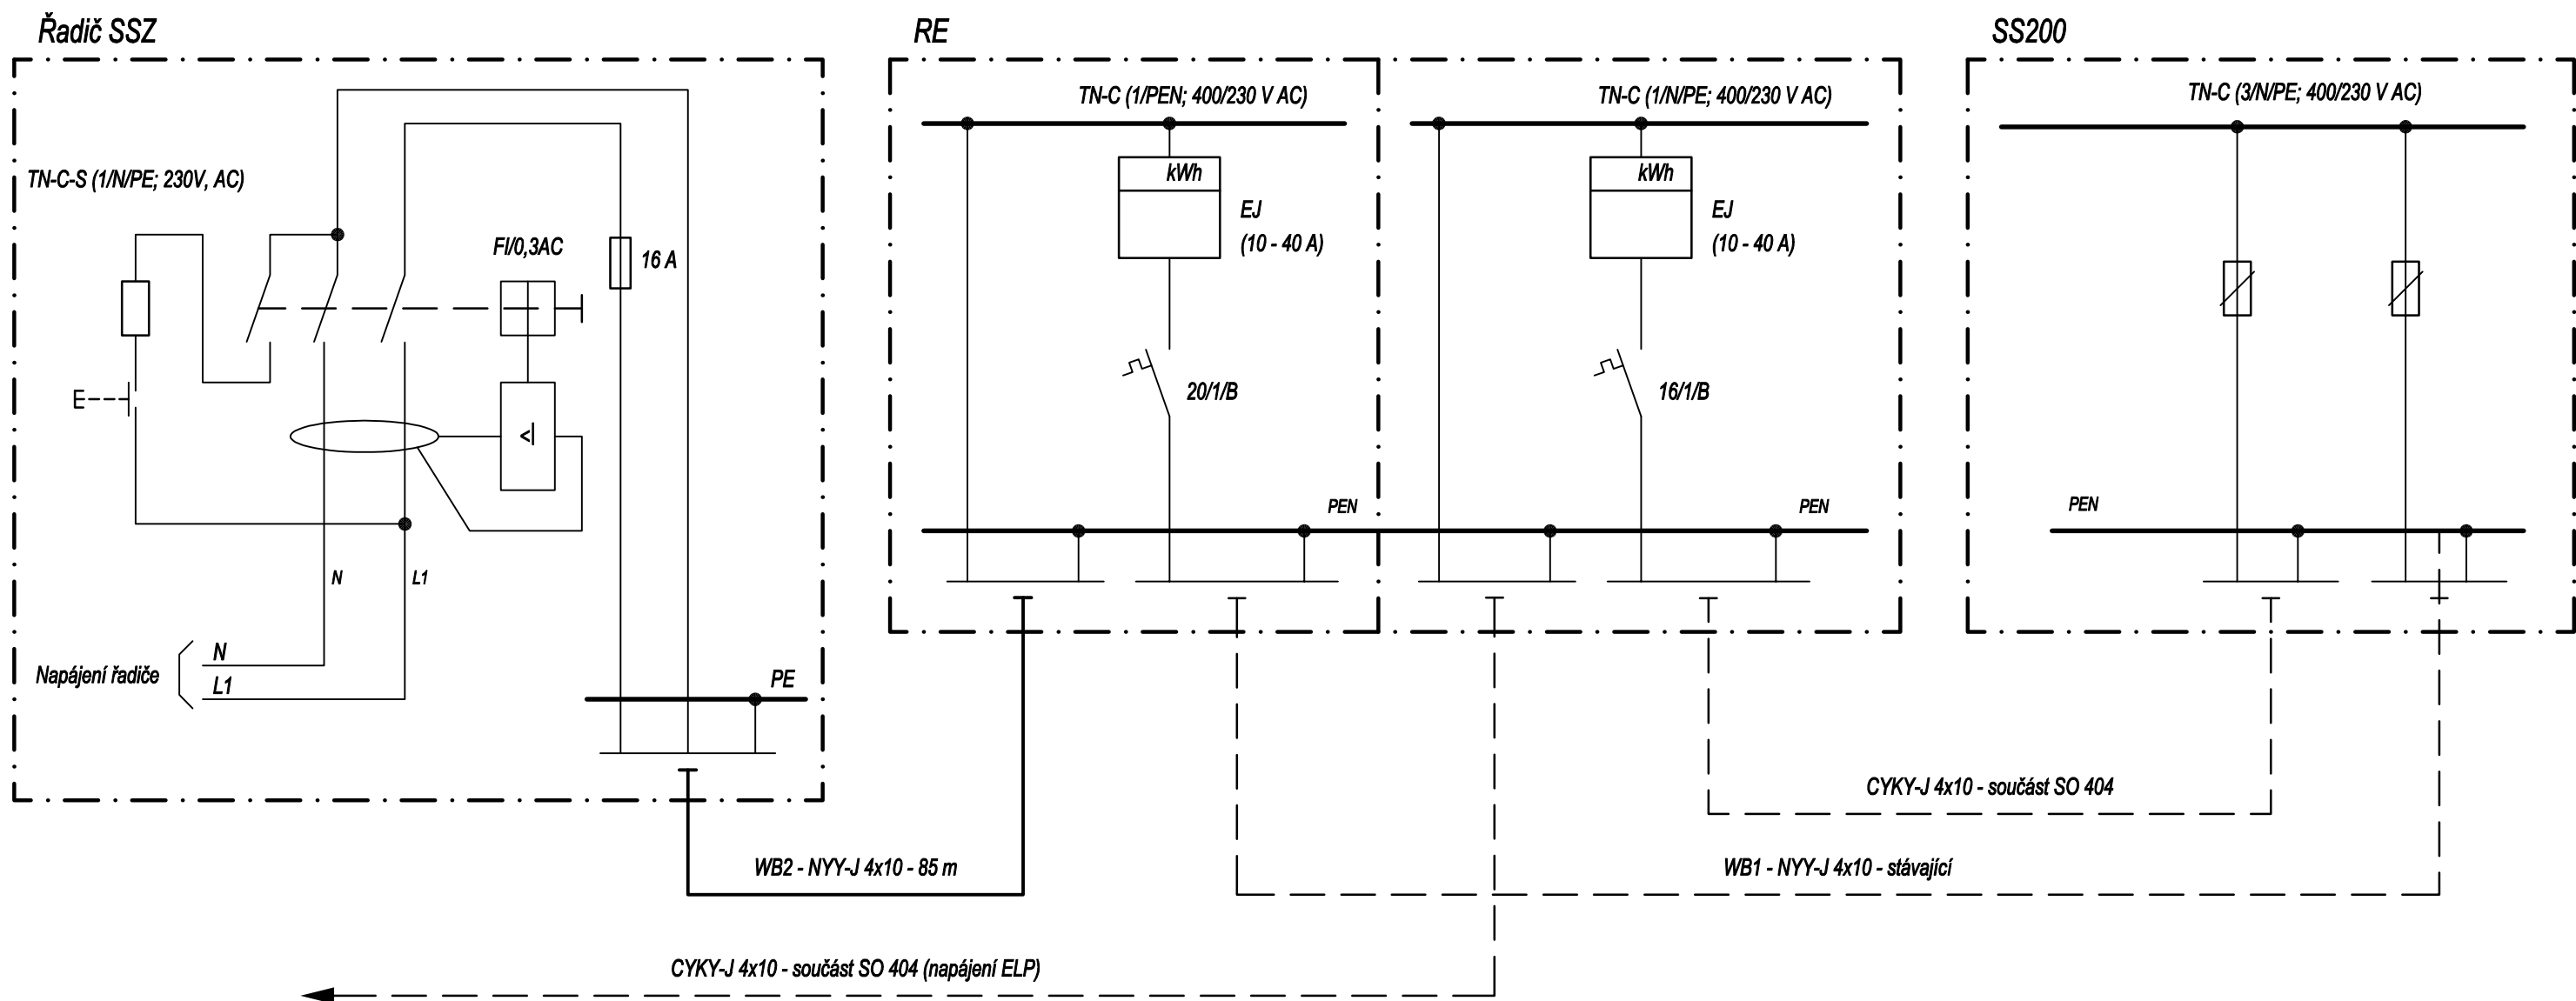 Řadič SSZ
RE
SS200
TN-C (1/PEN; 400/230 V AC)
TN-C (1/N/PE; 400/230 V AC)
TN-C (3/N/PE; 400/230 V AC)
TN-C-S (1/N/PE; 230V, AC)
kWh
kWh
EJ
(10 - 40 A)
EJ
(10 - 40 A)
FI/0,3AC
16 A
20/1/B
16/1/B
E
<I
PEN
PEN
PEN
N
L1
N
Napájení řadiče
L1
PE
CYKY-J 4x10 - součást SO 404
WB2 - NYY-J 4x10 - 85 m
WB1 - NYY-J 4x10 - stávající
CYKY-J 4x10 - součást SO 404 (napájení ELP)